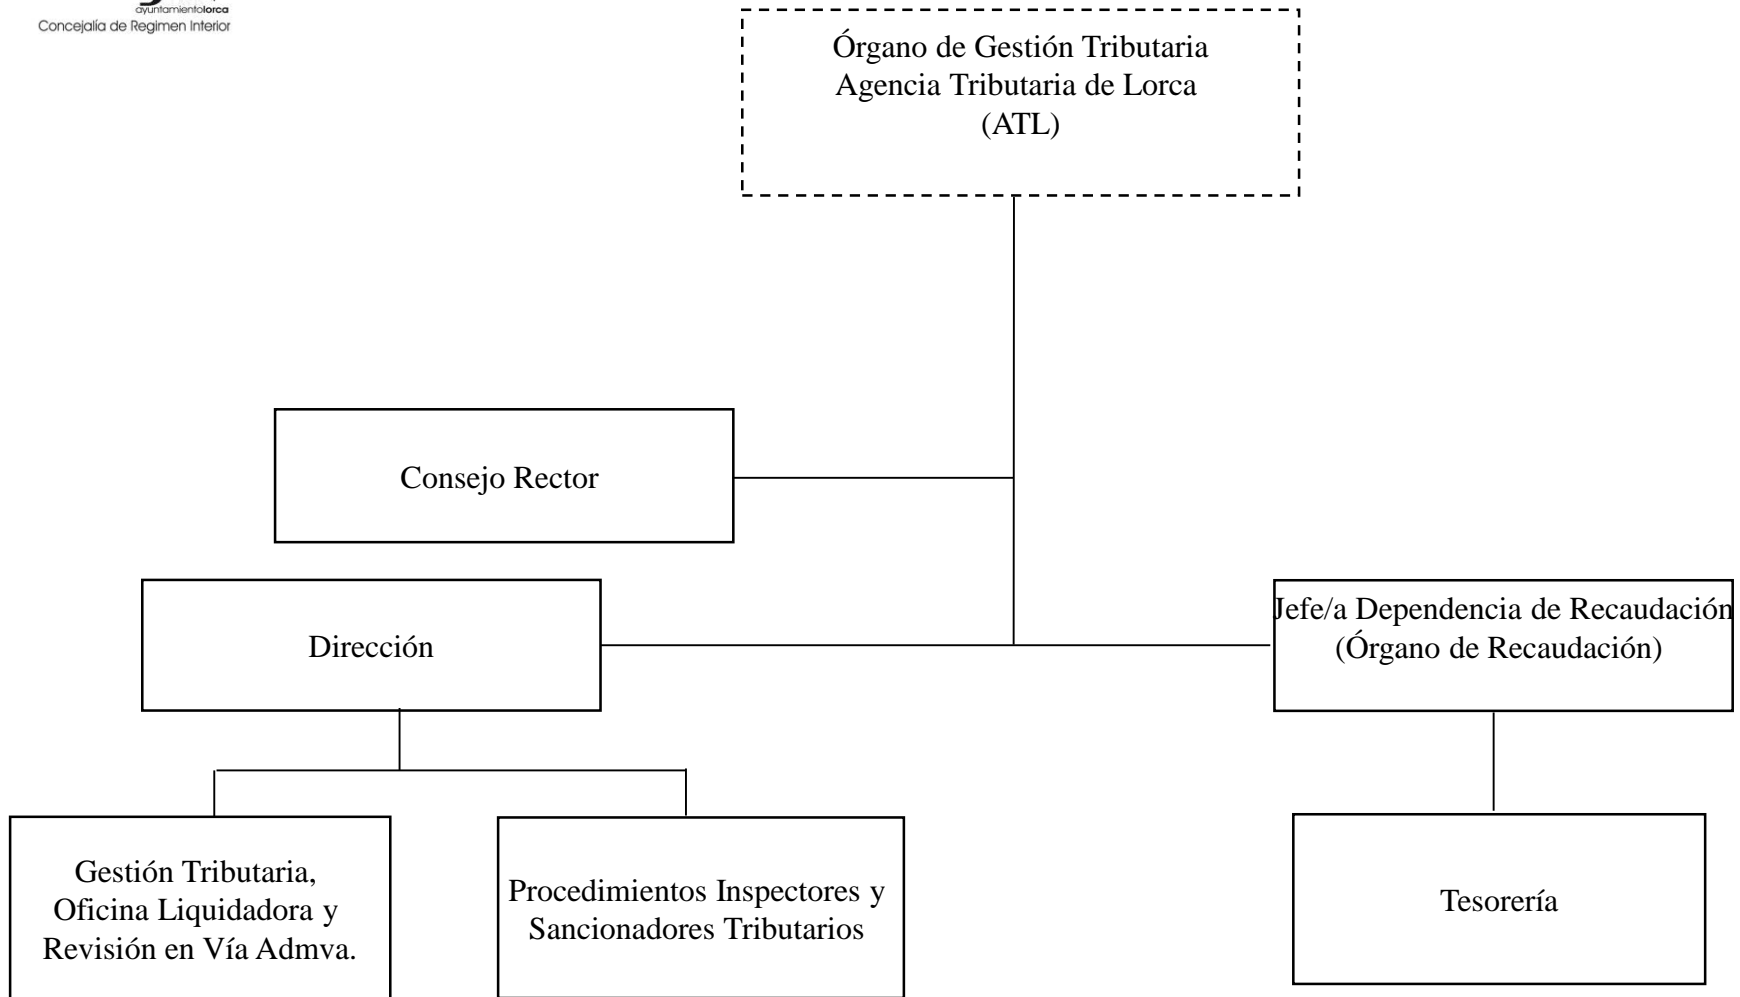 ayuntamientolorca
Concejalía de Regimen Interior
Órgano de Gestión Tributaria
Agencia Tributaria de Lorca
(ATL)
Consejo Rector
Dirección
Jefe/a Dependencia de Recaudación
(Órgano de Recaudación)
Gestión Tributaria,
Oficina Liquidadora y
Revisión en Vía Admva.
Procedimientos Inspectores y
Sancionadores Tributarios
Tesorería